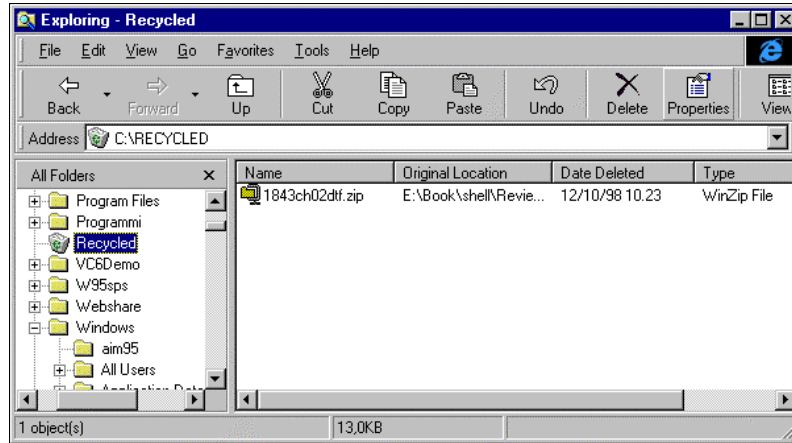 Exploring - Recycled
File Edit View Go Favorites Tools Help
Back Forward Up Cut Copy Paste Undo Delete Properties View
Address C:\RECYCLED
All Folders
Name Original Location Date Deleted Type
1843ch02dtf.zip E:\Book\shell\Revie... 12/10/98 10.23 WinZip File
Program Files
Programmi
Recycled
VC6Demo
W95sps
Webshare
Windows
aim95
All Users
1 object(s) 13,0KB